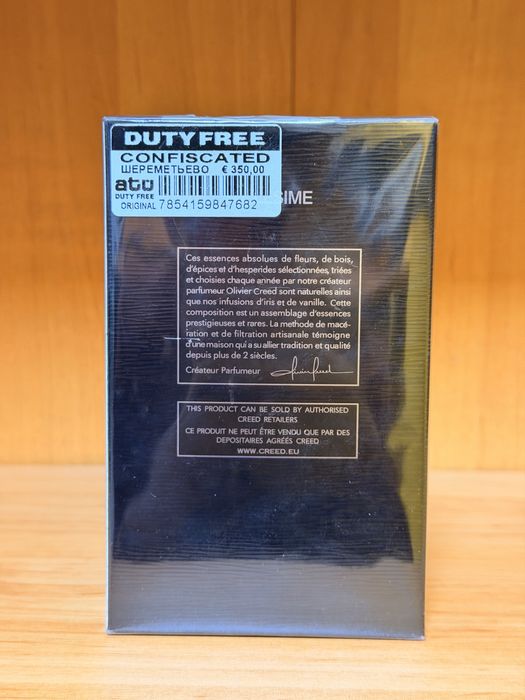 DUTY FREE
CONFISCATED
ШЕРЕМЕТЬЕВО € 350,00
atu
DUTY FREE
ORIGINAL 7854159847682
SIME
Ces essences absolues de fleurs, de bois,
d'épices et d'hesperides sélectionnées, triées
et choisies chaque année par notre créateur
parfumeur Olivier Creed sont naturelles ainsi
que nos infusions d'iris et de vanille. Cette
composition est un assemblage d'essences
prestigieuses et rares. La methode de macé-
ration et de filtration artisanale témoigne
d'une maison qui a su allier tradition et qualité
depuis plus de 2 siècles.
Créateur Parfumeur
THIS PRODUCT CAN BE SOLD BY AUTHORISED
CREED RETAILERS
CE PRODUIT NE PEUT ÊTRE VENDU QUE PAR DES
DEPOSITAIRES AGRÉÉS CREED
WWW.CREED.EU